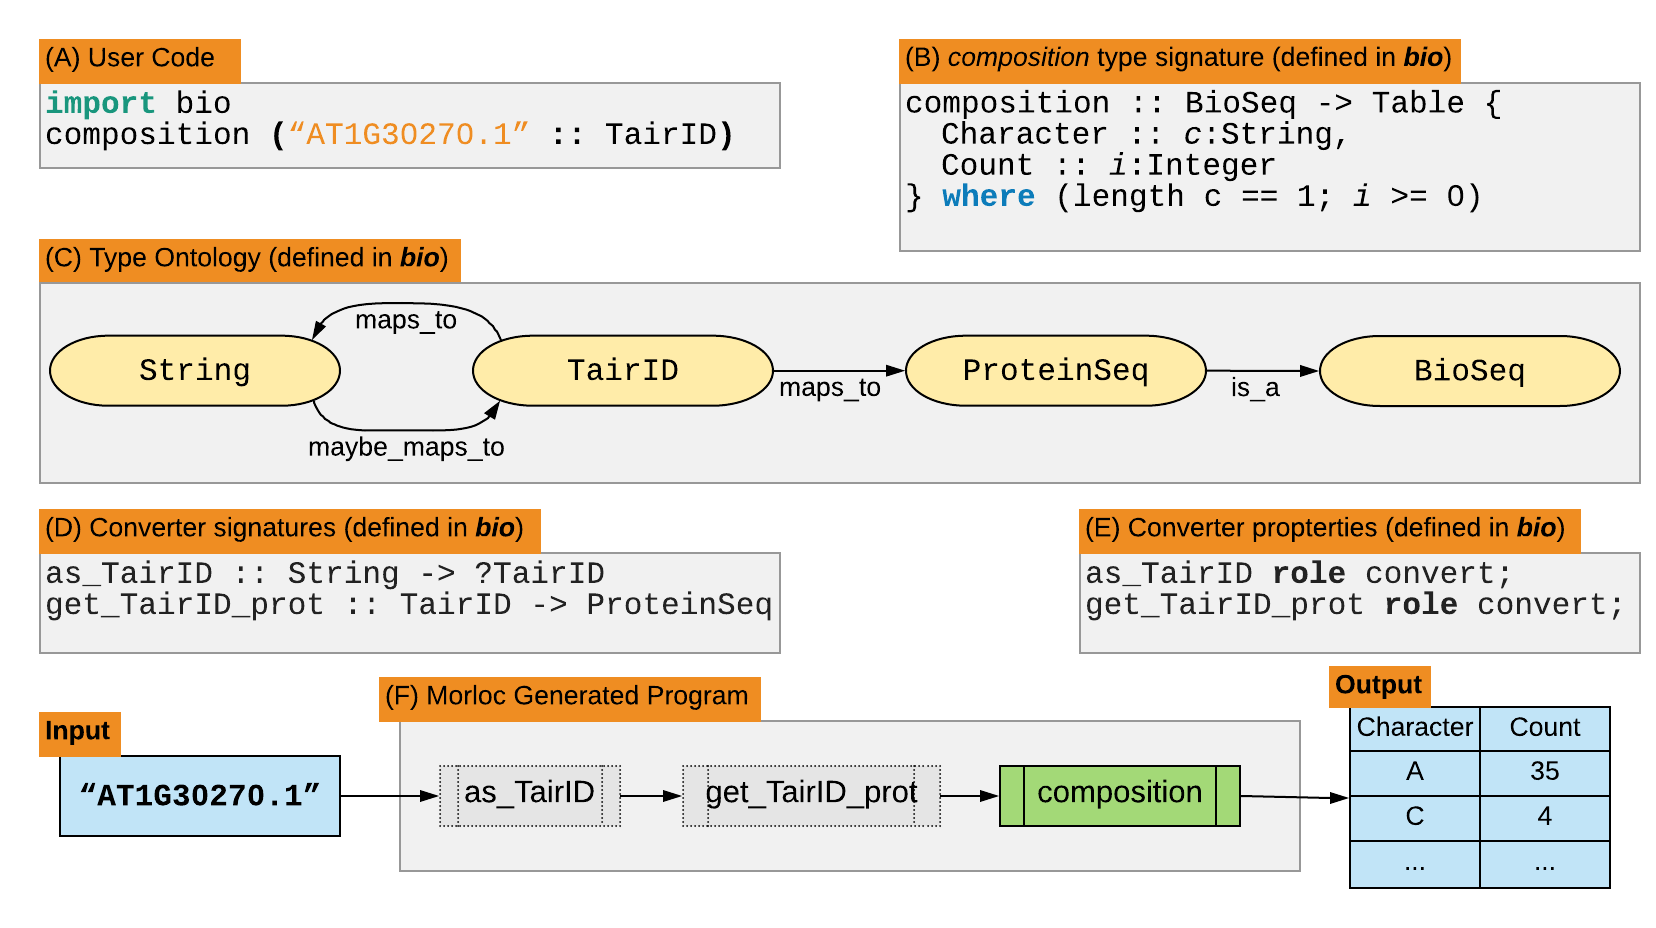 (A) User Code
import bio
composition (“AT1G30270.1” :: TairID)
(B) composition type signature (defined in bio)
composition :: BioSeq -> Table {
Character :: c:String,
Count :: i:Integer
} where (length c == 1; i >= 0)
(C) Type Ontology (defined in bio)
maps_to
String
TairID
maps_to
ProteinSeq
is_a
BioSeq
maybe_maps_to
(D) Converter signatures (defined in bio)
as_TairID :: String -> ?TairID
get_TairID_prot :: TairID -> ProteinSeq
(E) Converter propterties (defined in bio)
as_TairID role convert;
get_TairID_prot role convert;
Input
“AT1G30270.1”
(F) Morloc Generated Program
as_TairID
get_TairID_prot
composition
Output
Character Count
A 35
C 4
... ...